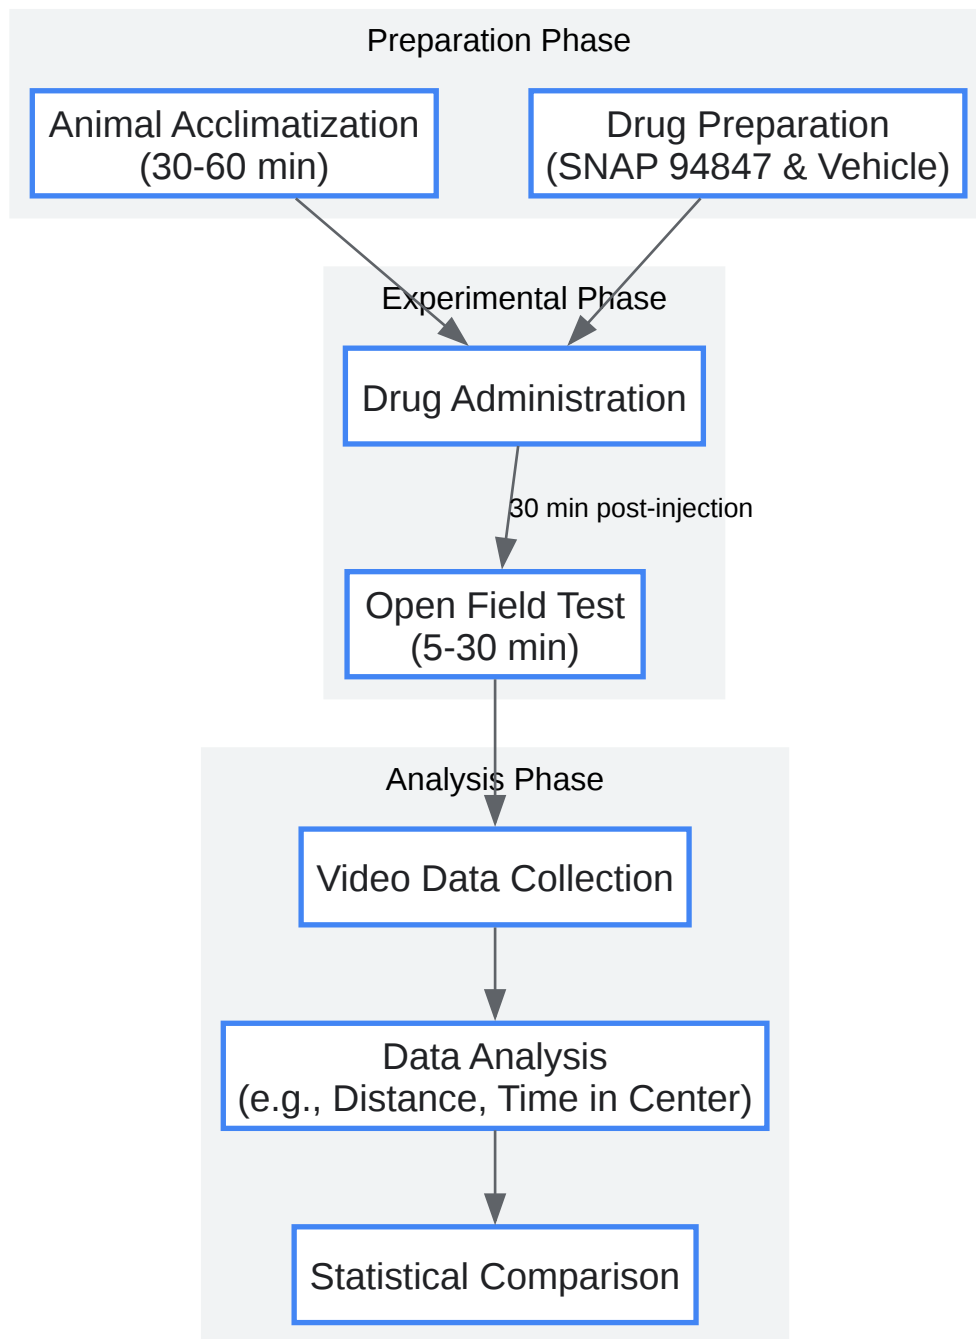 Preparation Phase
Animal Acclimatization
(30-60 min)
Drug Preparation
(SNAP 94847 & Vehicle)
Experimental Phase
Drug Administration
30 min post-injection
Open Field Test
(5-30 min)
Analysis Phase
Video Data Collection
Data Analysis
(e.g., Distance, Time in Center)
Statistical Comparison